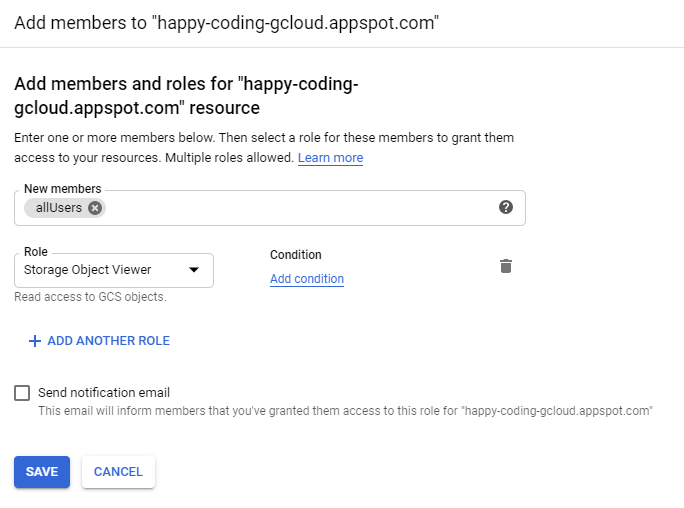 Add members to "happy-coding-gcloud.appspot.com"
Add members and roles for "happy-coding-
gcloud.appspot.com" resource
Enter one or more members below. Then select a role for these members to grant them
access to your resources. Multiple roles allowed. Learn more
New members
allUsers
Role
Storage Object Viewer
Read access to GCS objects.
Condition
Add condition
ADD ANOTHER ROLE
Send notification email
This email will inform members that you've granted them access to this role for "happy-coding-gcloud.appspot.com"
SAVE CANCEL